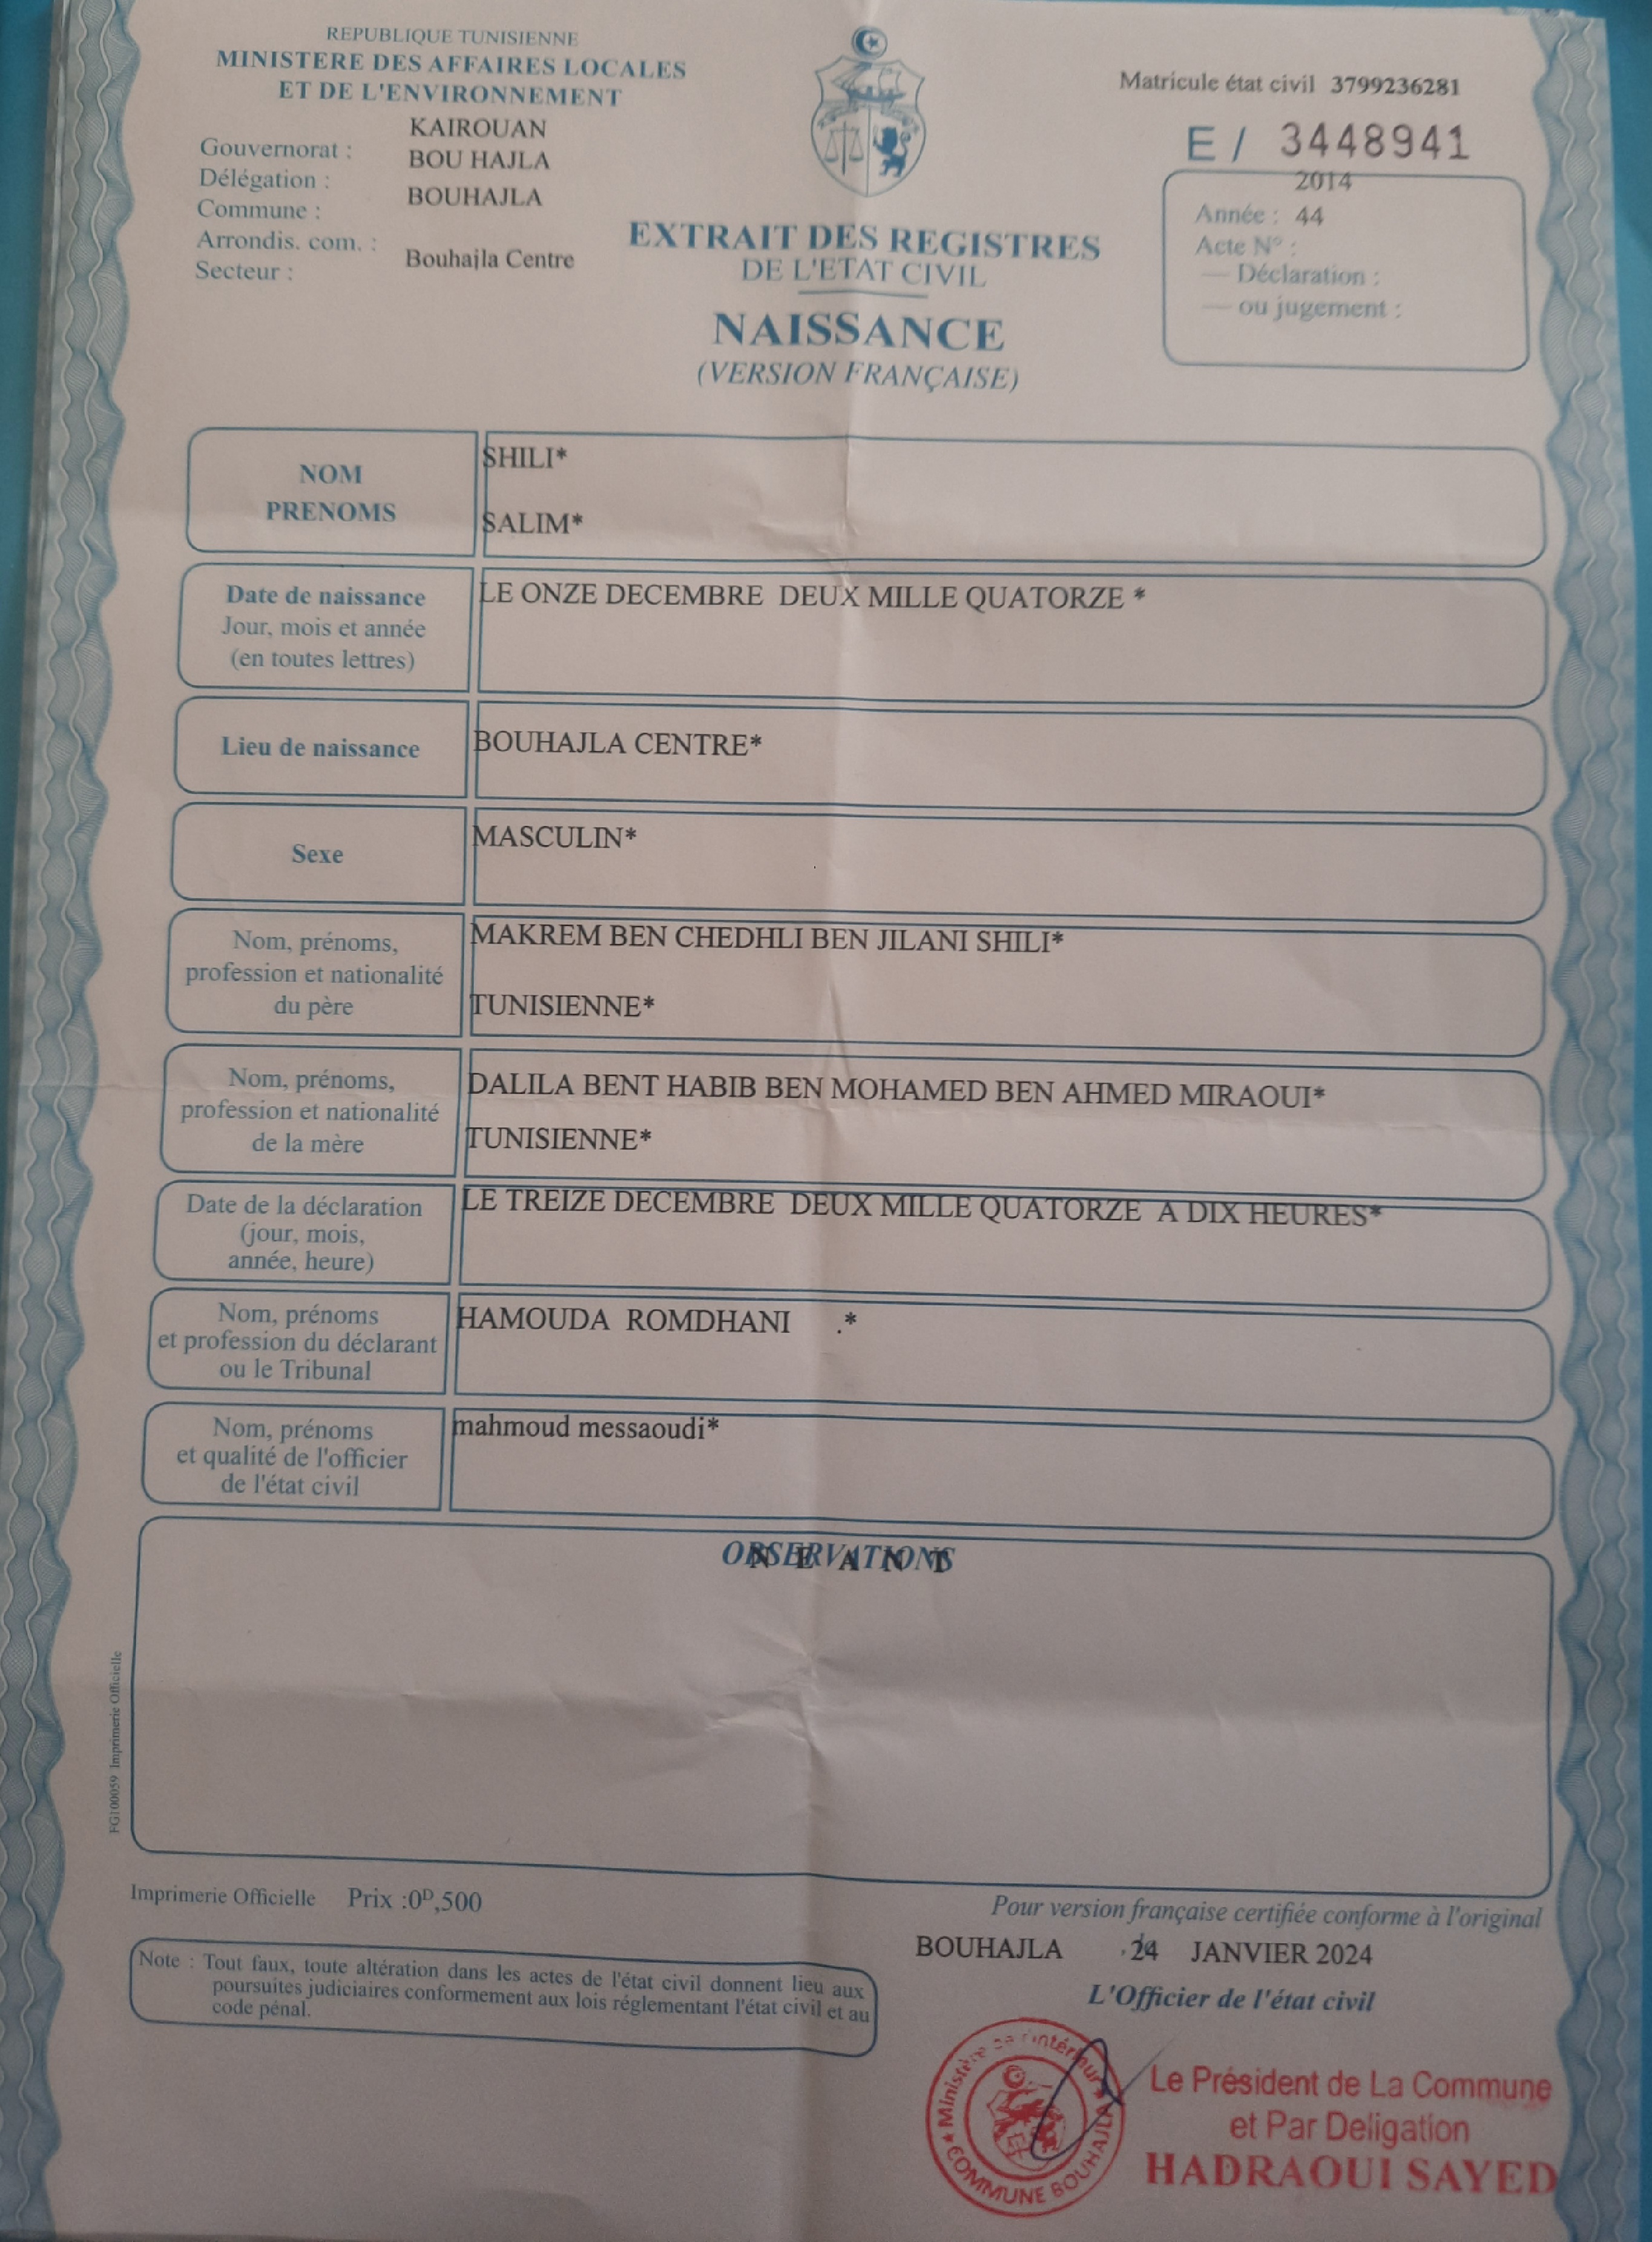 REPUBLIQUE TUNISIENNE
MINISTERE DES AFFAIRES LOCALES
ET DE L'ENVIRONNEMENT
Gouvernorat : KAIROUAN
Délégation : BOU HAJLA
Commune : BOUHAJLA
Arrondis. com. :
Secteur : Bouhajla Centre
Matricule état civil 3799236281
E / 3448941
2014
Année : 44
Acte N° :
— Déclaration :
— ou jugement :
EXTRAIT DES REGISTRES
DE L'ETAT CIVIL
NAISSANCE
(VERSION FRANÇAISE)
NOM SHILI*
PRENOMS SALIM*
Date de naissance LE ONZE DECEMBRE DEUX MILLE QUATORZE *
Jour, mois et année
(en toutes lettres)
Lieu de naissance BOUHAJLA CENTRE*
Sexe MASCULIN*
Nom, prénoms, MAKREM BEN CHEDHLI BEN JILANI SHILI*
profession et nationalité
du père TUNISIENNE*
Nom, prénoms, DALILA BENT HABIB BEN MOHAMED BEN AHMED MIRAOUI*
profession et nationalité
de la mère TUNISIENNE*
Date de la déclaration LE TREIZE DECEMBRE DEUX MILLE QUATORZE A DIX HEURES*
(jour, mois,
année, heure)
Nom, prénoms HAMOUDA ROMDHANI .*
et profession du déclarant
ou le Tribunal
Nom, prénoms mahmoud messaoudi*
et qualité de l'officier
de l'état civil
OBSERVATIONS
N E A N T
FG100059 Imprimerie Officielle
Imprimerie Officielle Prix :0ᴰ,500
Note : Tout faux, toute altération dans les actes de l'état civil donnent lieu aux
poursuites judiciaires conformement aux lois réglementant l'état civil et au
code pénal.
Pour version française certifiée conforme à l'original
BOUHAJLA 24 JANVIER 2024
L'Officier de l'état civil
Ministère de l'intérieur
COMMUNE BOUHAJLA
Le Président de La Commune
et Par Deligation
HADRAOUI SAYED